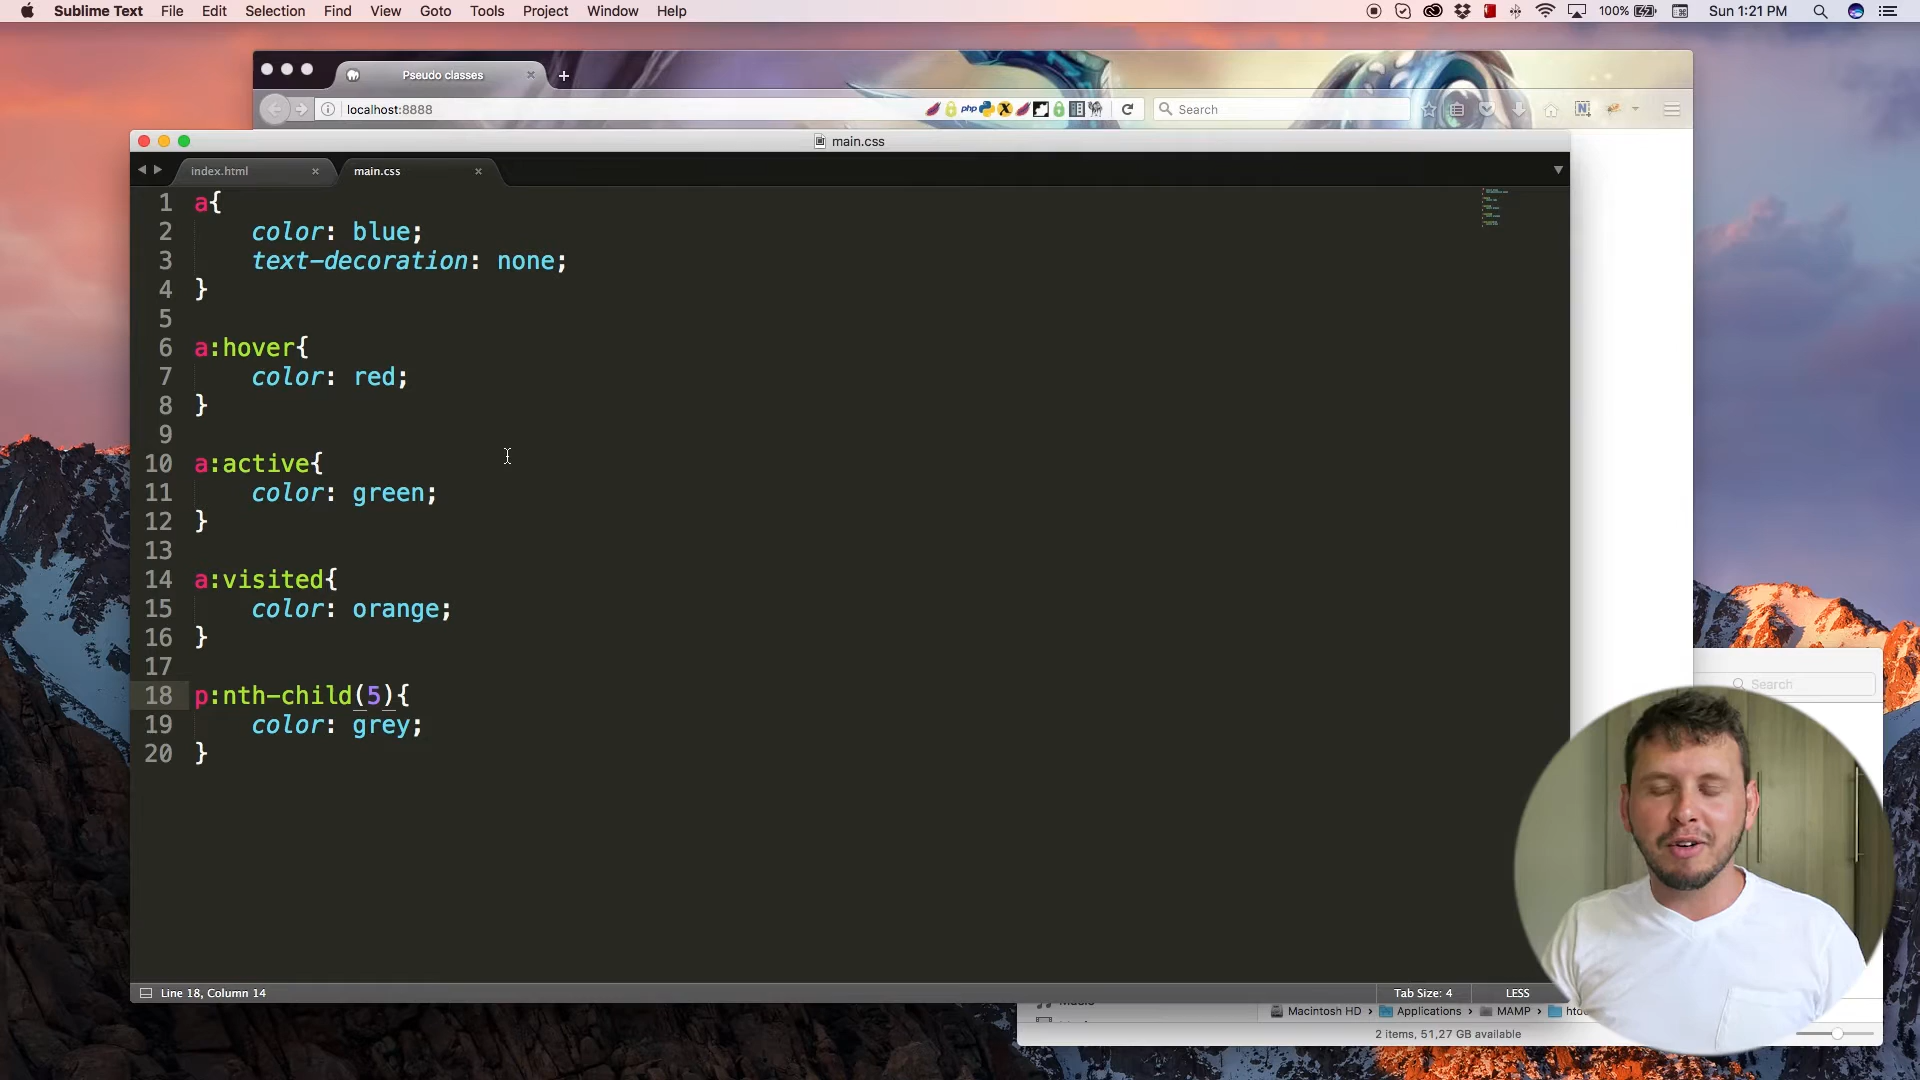 Sublime Text File Edit Selection Find View Goto Tools Project Window Help
100% Sun 1:21 PM
Pseudo classes
localhost:8888
php
Search
main.css
index.html
main.css
1 a{
2 color: blue;
3 text-decoration: none;
4 }
5
6 a:hover{
7 color: red;
8 }
9
10 a:active{
11 color: green;
12 }
13
14 a:visited{
15 color: orange;
16 }
17
18 p:nth-child(5){
19 color: grey;
20 }
Search
Line 18, Column 14
Tab Size: 4
LESS
Macintosh HD › Applications › MAMP ›
2 items, 51,27 GB available